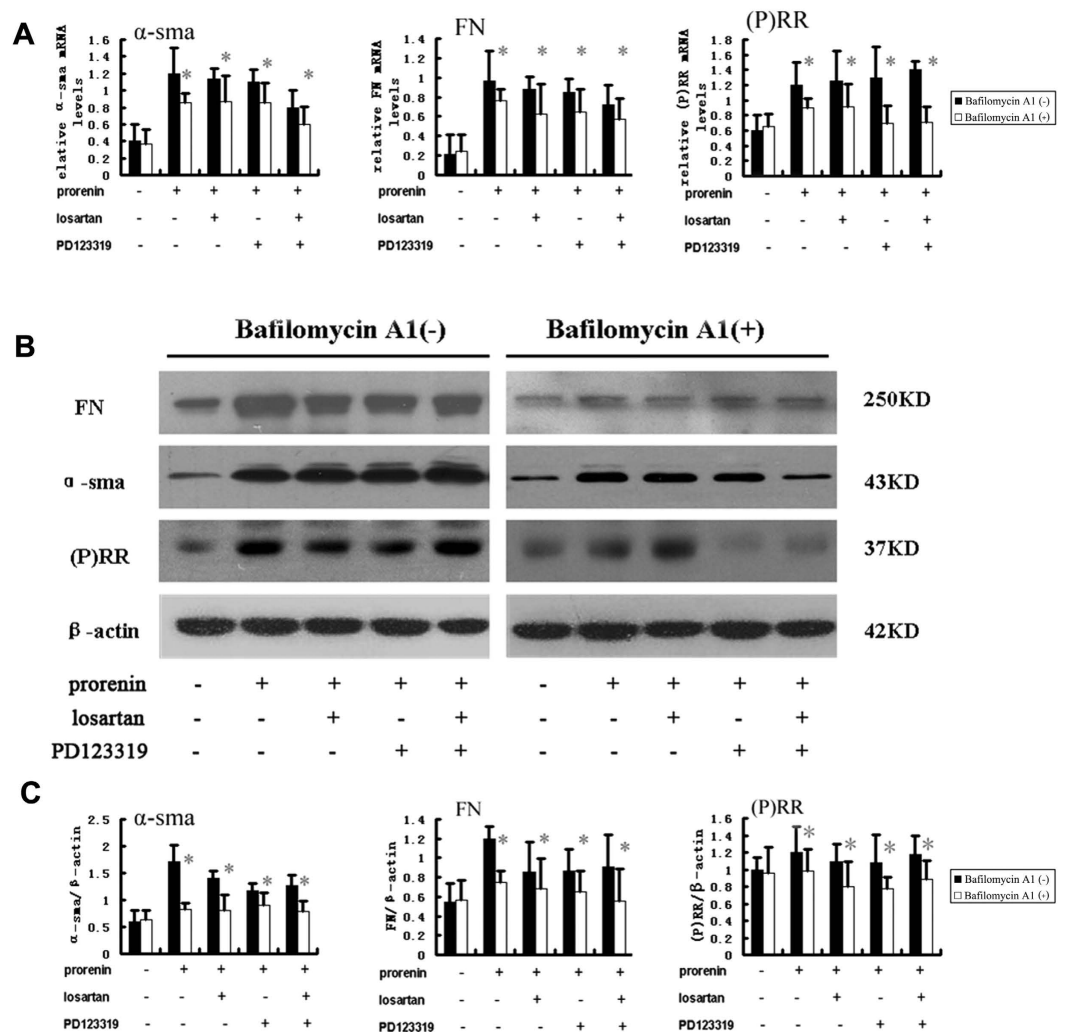 A
α-sma
elative α-sma mRNA levels
1.6
1.4
1.2
1
0.8
0.6
0.4
0.2
0
prorenin - + + + +
losartan - - + - +
PD123319 - - - + +
* * * *
FN
relative FN mRNA levels
1.4
1.2
1
0.8
0.6
0.4
0.2
0
- + + + +
- - + - +
- - - + +
* * * *
(P)RR
relative (P)RR mRNA levels
1.8
1.6
1.4
1.2
1
0.8
0.6
0.4
0.2
0
prorenin - + + + +
losartan - - + - +
PD123319 - - - + +
* * * *
Bafilomycin A1 (-)
Bafilomycin A1 (+)
B
Bafilomycin A1(-) Bafilomycin A1(+)
FN 250KD
α-sma 43KD
(P)RR 37KD
β-actin 42KD
prorenin - + + + + - + + + +
losartan - - + - + - - + - +
PD123319 - - - + + - - - + +
C
α-sma
α-sma/β-actin
2.5
2
1.5
1
0.5
0
prorenin - + + + +
losartan - - + - +
PD123319 - - - + +
* * * *
FN
FN/β-actin
1.4
1.2
1
0.8
0.6
0.4
0.2
0
- + + + +
- - + - +
- - - + +
* * * *
(P)RR
(P)RR/β-actin
1.6
1.4
1.2
1
0.8
0.6
0.4
0.2
0
prorenin - + + + +
losartan - - + - +
PD123319 - - - + +
* * * *
Bafilomycin A1 (-)
Bafilomycin A1 (+)